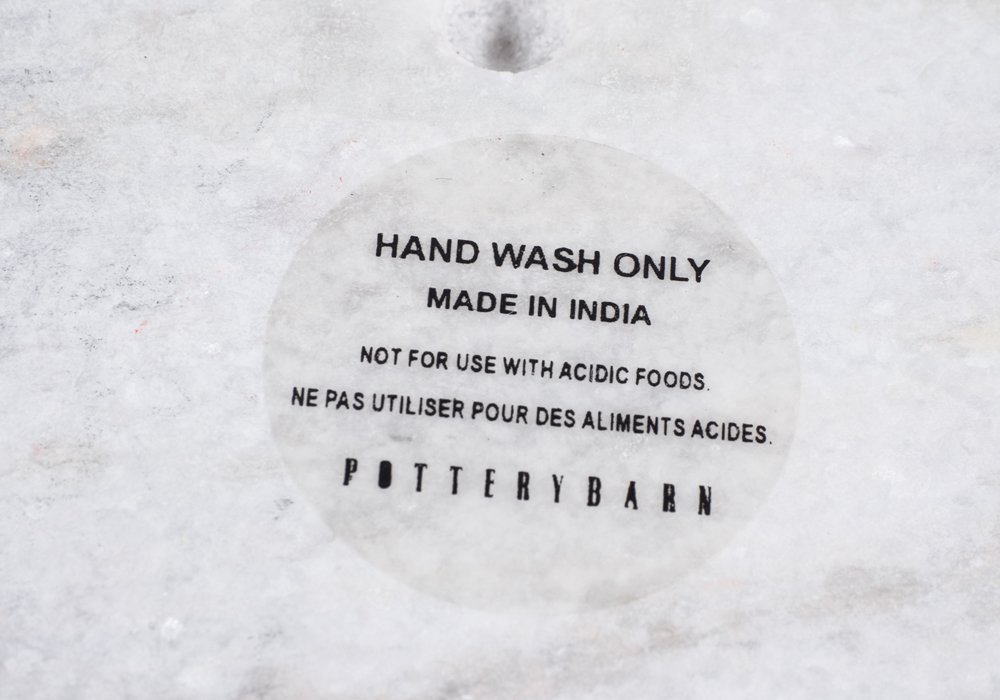 HAND WASH ONLY
MADE IN INDIA
NOT FOR USE WITH ACIDIC FOODS.
NE PAS UTILISER POUR DES ALIMENTS ACIDES.
POTTERYBARN